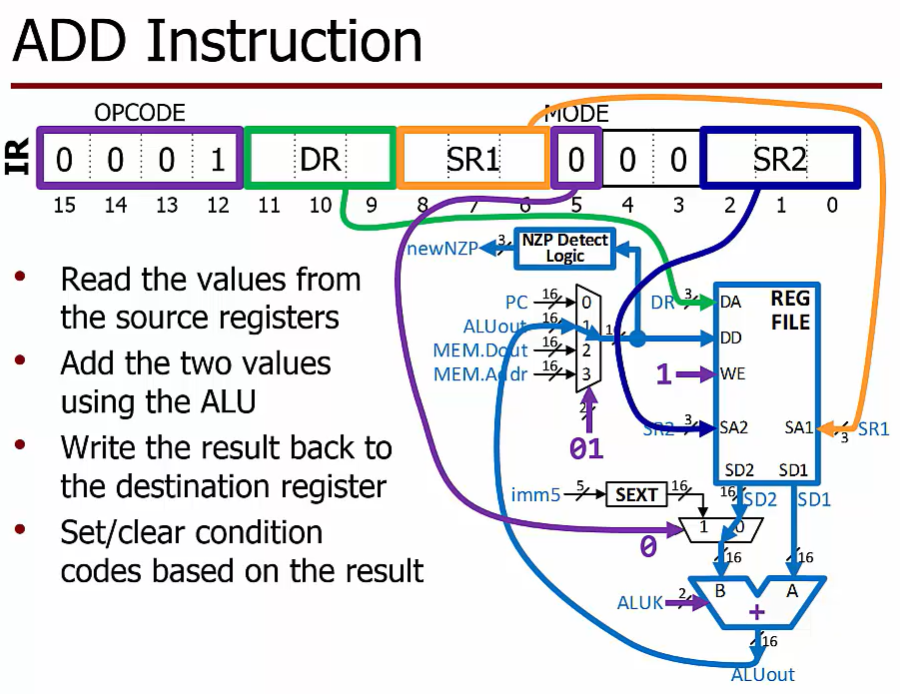 ADD Instruction
OPCODE
MODE
IR
0 0 0 1 DR SR1 0 0 0 SR2
15 14 13 12 11 10 9 8 7 6 5 4 3 2 1 0
• Read the values from
the source registers
• Add the two values
using the ALU
• Write the result back to
the destination register
• Set/clear condition
codes based on the result
newNZP
3
NZP Detect
Logic
PC 16 0
ALUout 16 1
MEM.Dout 16 2
MEM.Addr 16 3
16
2
01
REG
FILE
DR 3 DA
DD
1 WE
SR2 3 SA2
SA1 3 SR1
SD2 SD1
imm5 5 SEXT 16
16 SD2 SD1
1 0
0
16 16
B A
ALUK 2 +
16
ALUout